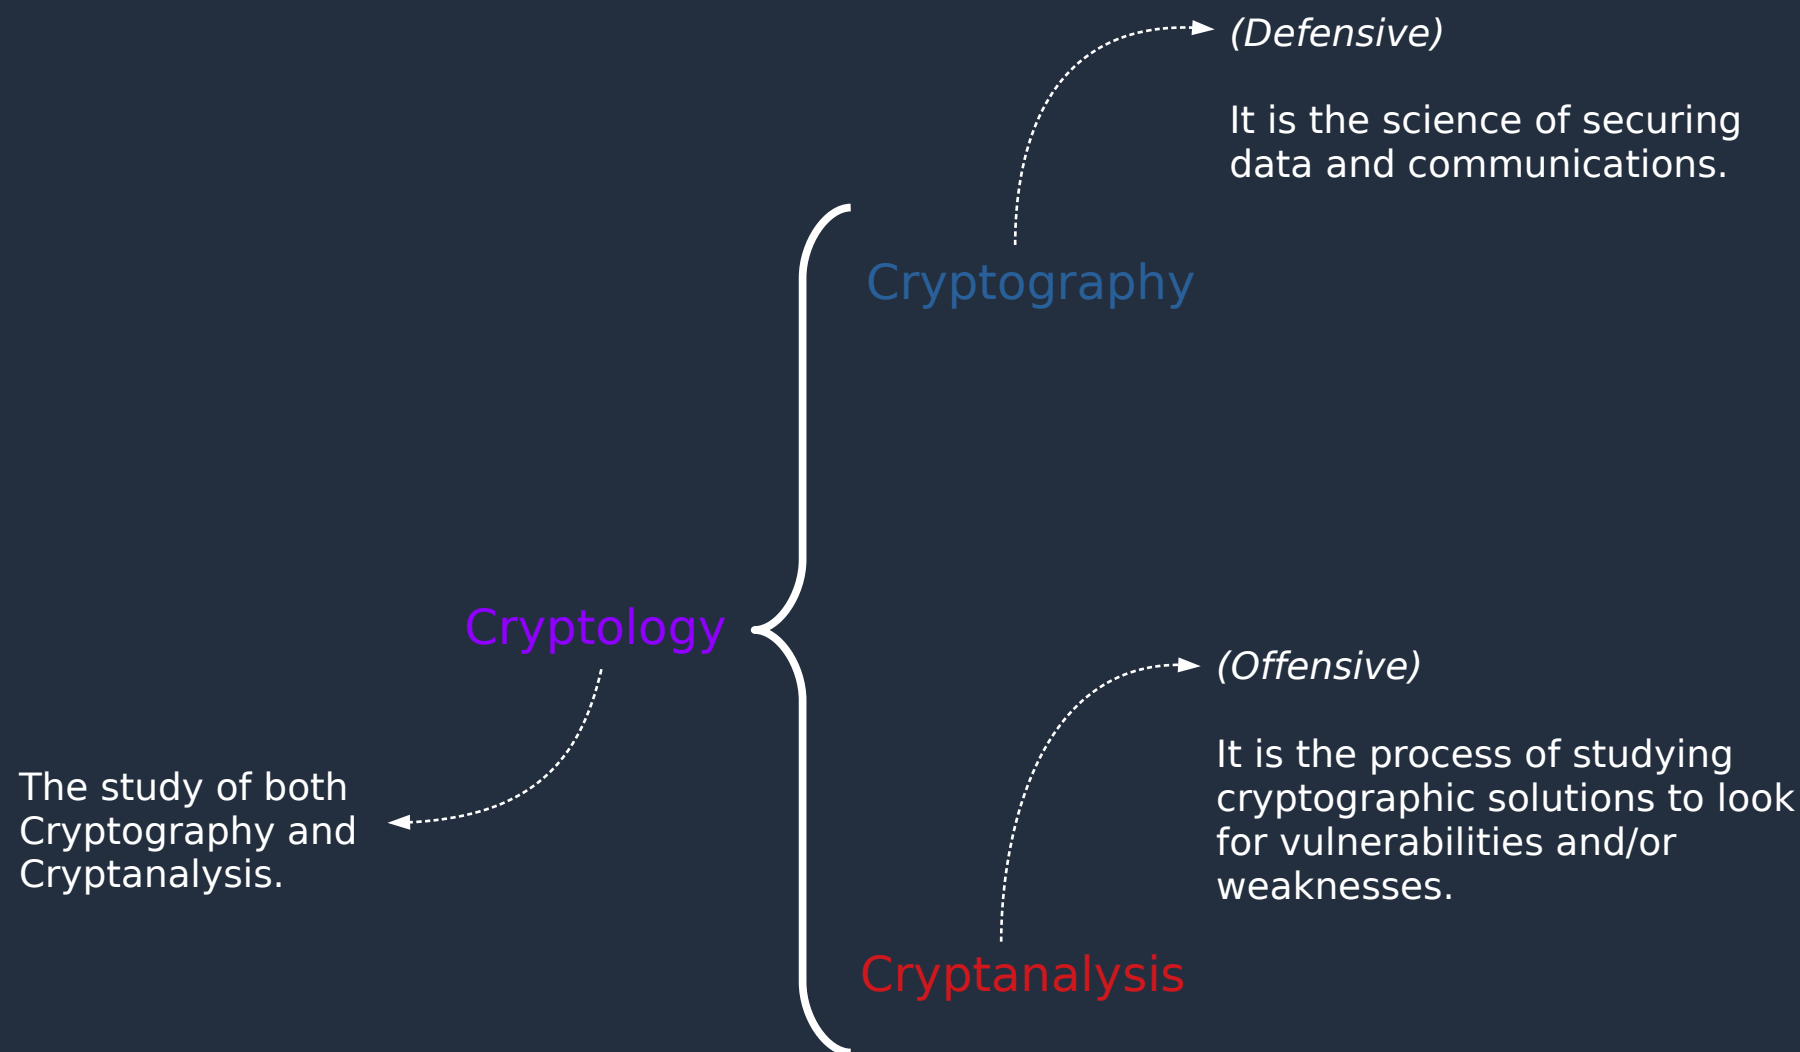 (Defensive)
It is the science of securing
data and communications.
Cryptography
Cryptology
The study of both
Cryptography and
Cryptanalysis.
(Offensive)
It is the process of studying
cryptographic solutions to look
for vulnerabilities and/or
weaknesses.
Cryptanalysis